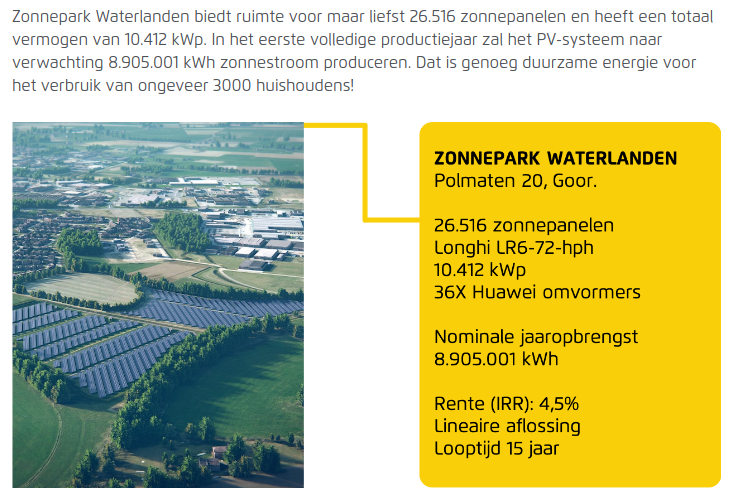 Zonnepark Waterlanden biedt ruimte voor maar liefst 26.516 zonnepanelen en heeft een totaal
vermogen van 10.412 kWp. In het eerste volledige productiejaar zal het PV-systeem naar
verwachting 8.905.001 kWh zonnestroom produceren. Dat is genoeg duurzame energie voor
het verbruik van ongeveer 3000 huishoudens!
ZONNEPARK WATERLANDEN
Polmaten 20, Goor.
26.516 zonnepanelen
Longhi LR6-72-hph
10.412 kWp
36X Huawei omvormers
Nominale jaaropbrengst
8.905.001 kWh
Rente (IRR): 4,5%
Lineaire aflossing
Looptijd 15 jaar